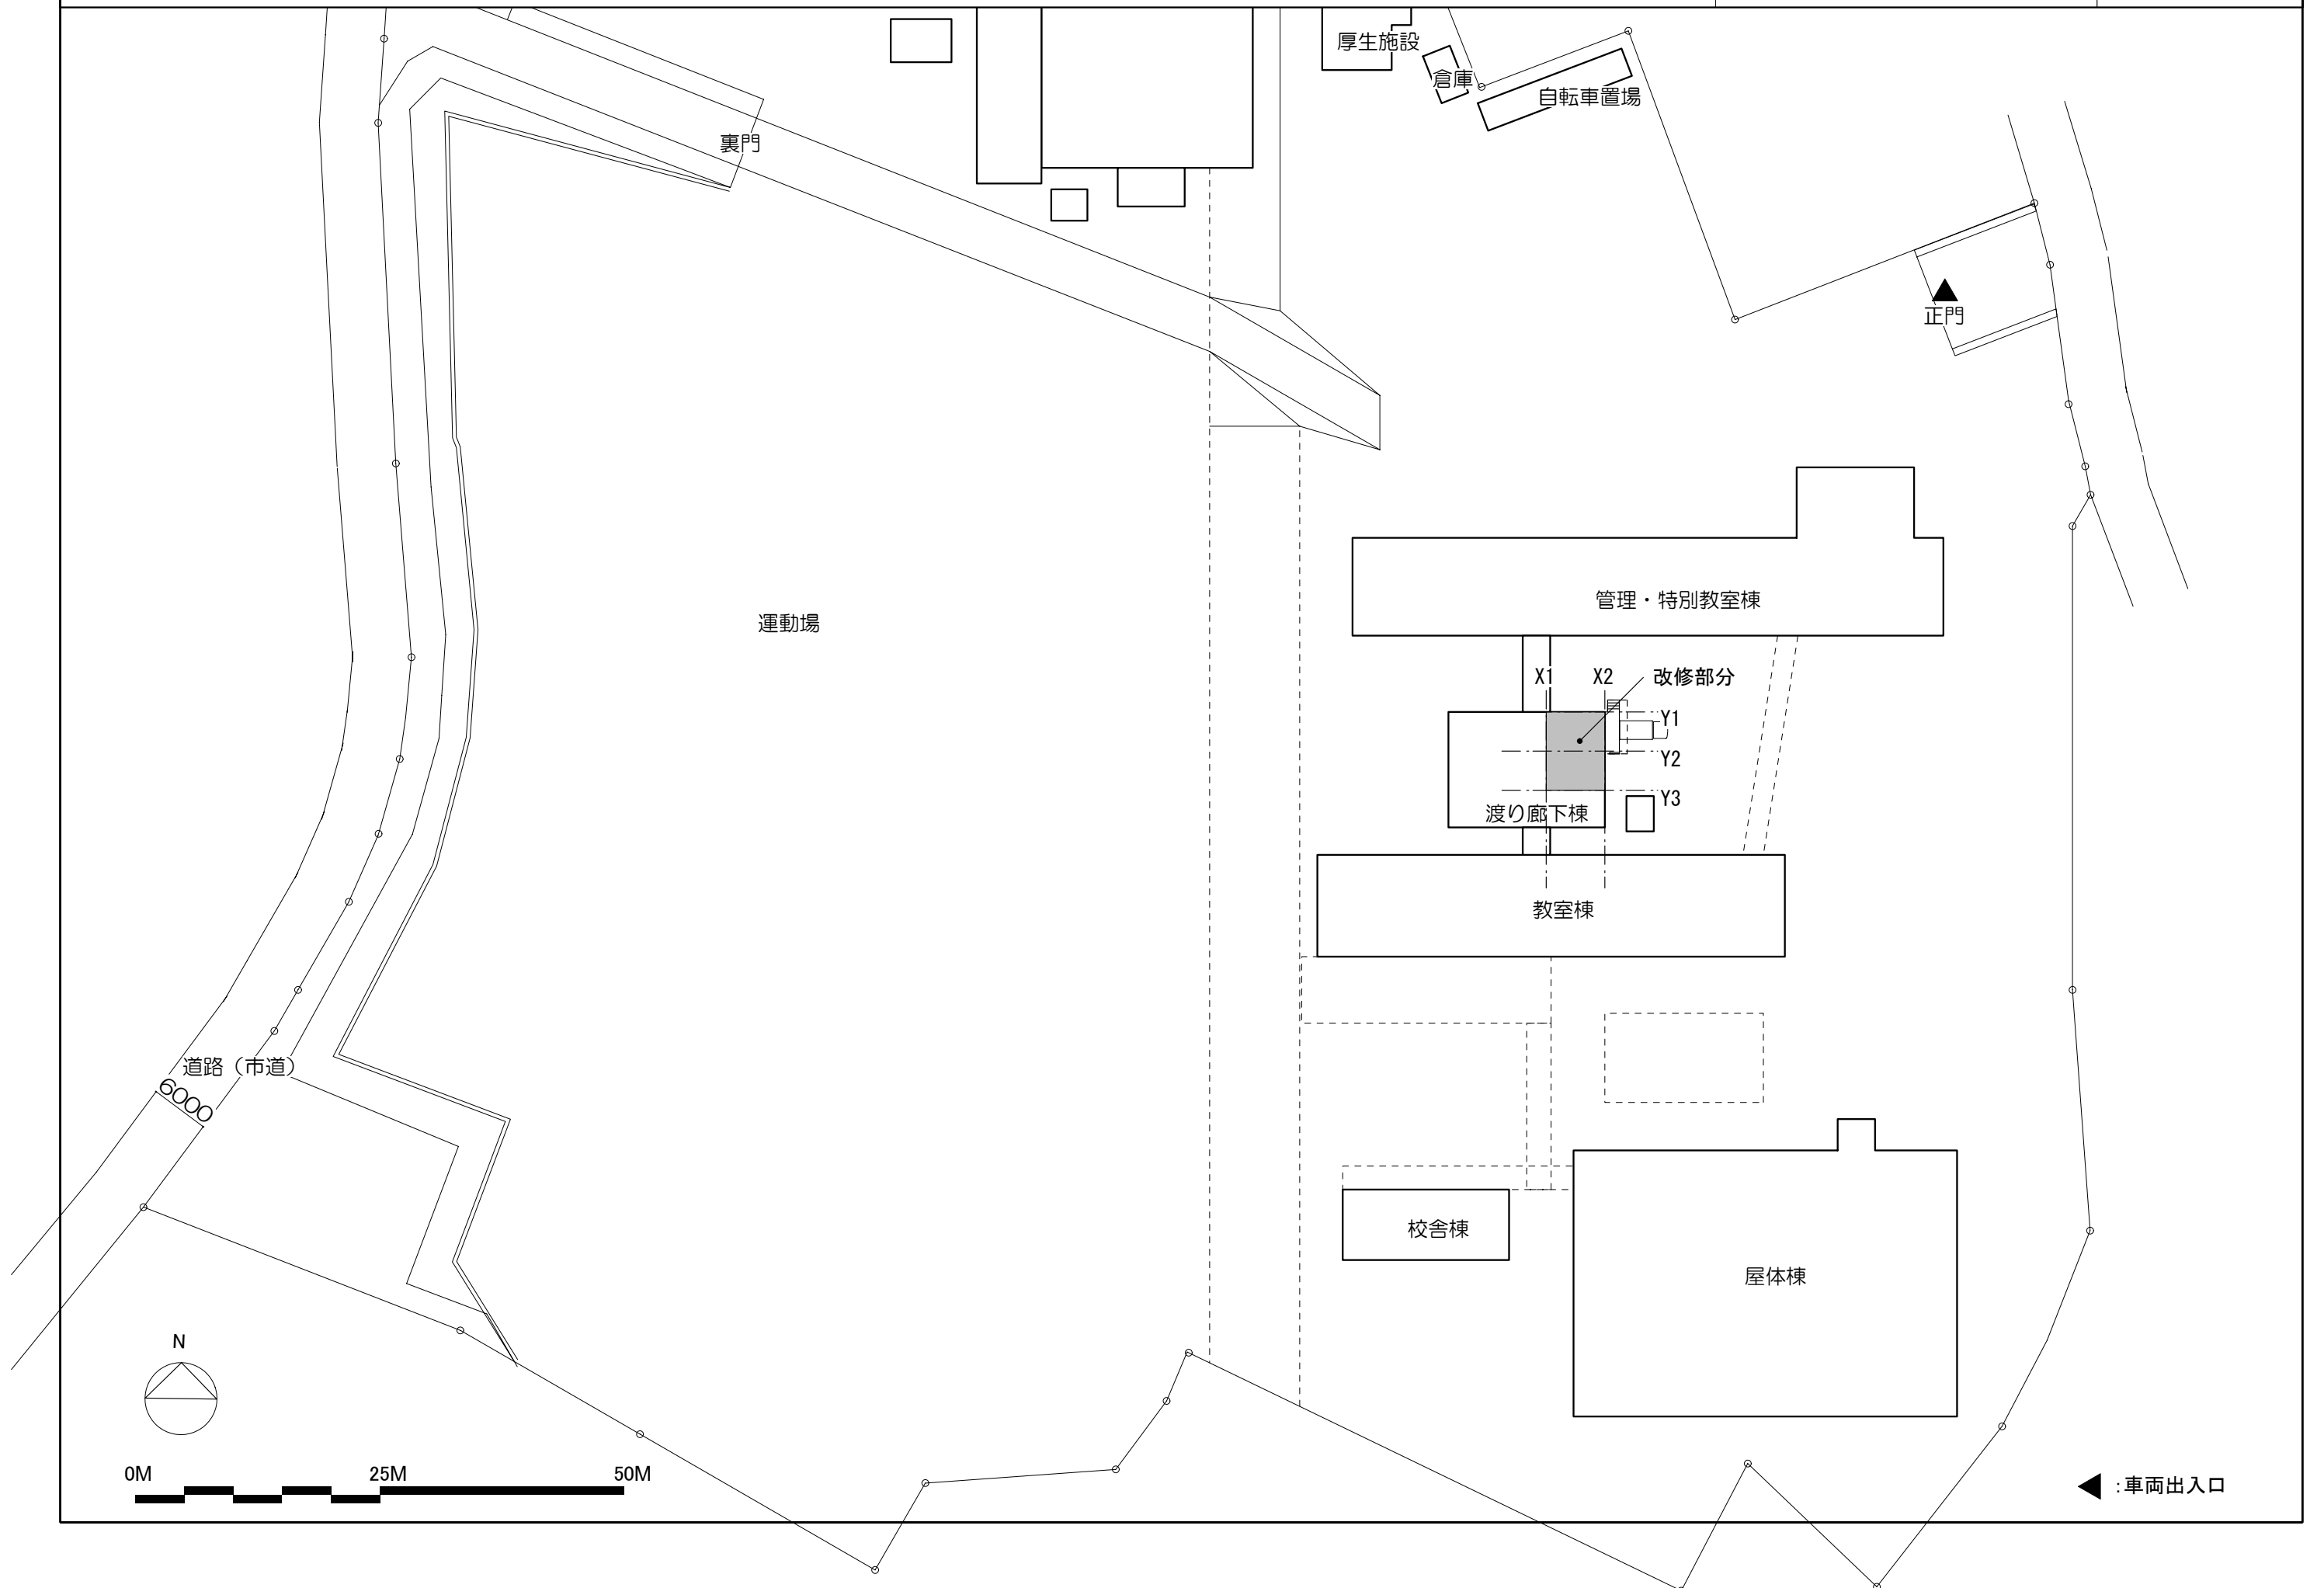 厚生施設
倉庫
自転車置場
裏門
正門
管理・特別教室棟
運動場
X1
X2
改修部分
Y1
Y2
Y3
渡り廊下棟
教室棟
道路（市道）
6000
校舎棟
屋体棟
N
0M 25M 50M
:車両出入口